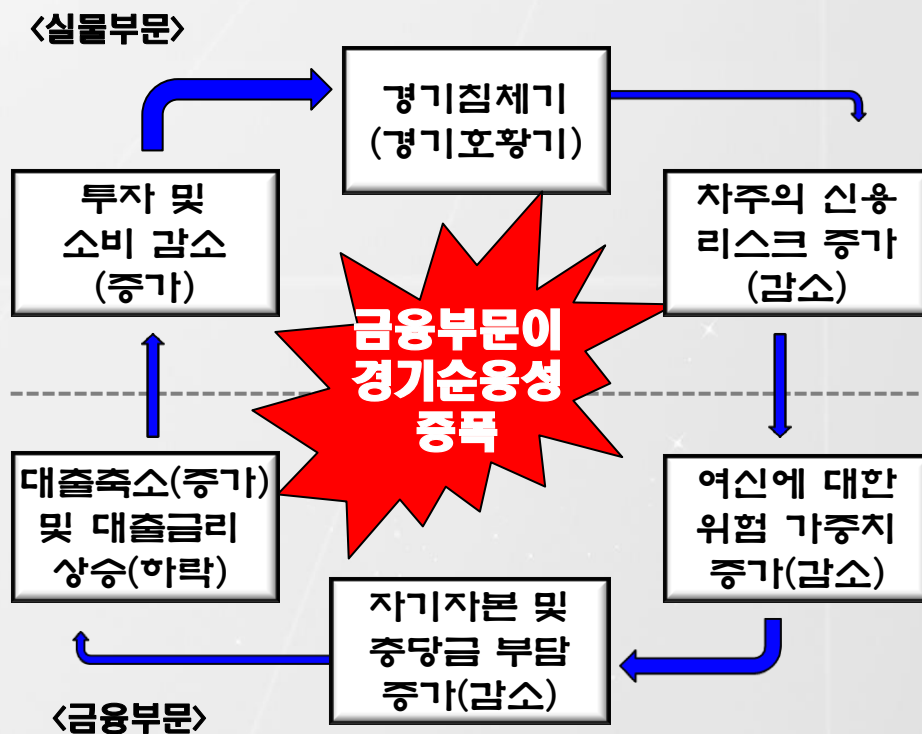 <실물부문>
경기침체기
(경기호황기)
투자 및
소비 감소
(증가)
차주의 신용
리스크 증가
(감소)
금융부문이
경기순응성
증폭
대출축소(증가)
및 대출금리
상승(하락)
여신에 대한
위험 가중치
증가(감소)
자기자본 및
충당금 부담
증가(감소)
<금융부문>